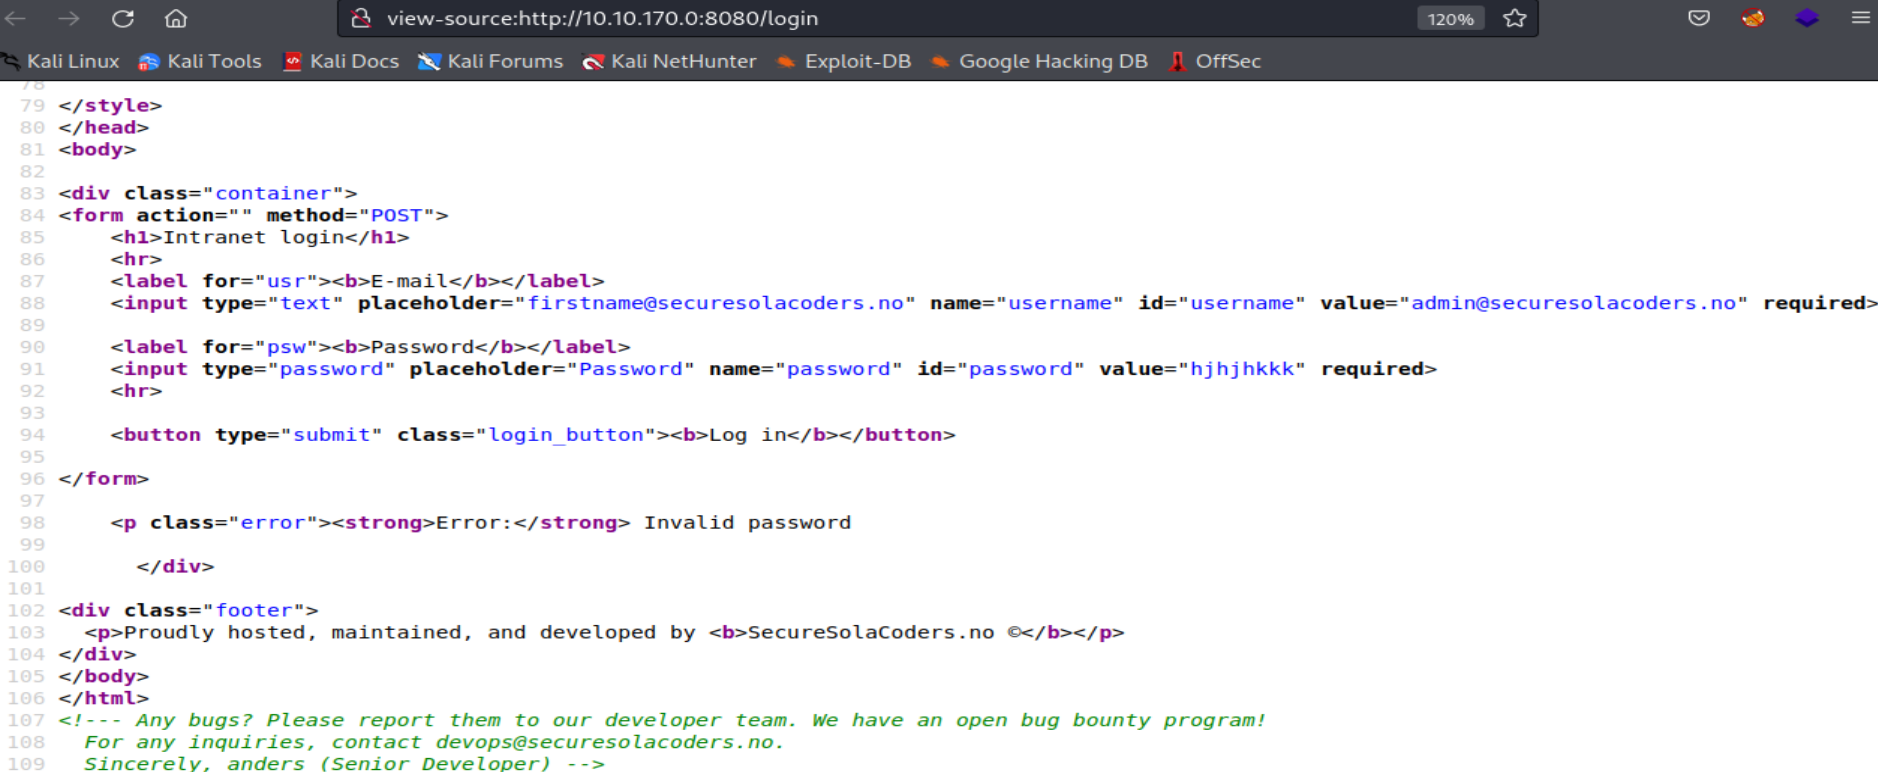 view-source:http://10.10.170.0:8080/login 120%
Kali Linux Kali Tools Kali Docs Kali Forums Kali NetHunter Exploit-DB Google Hacking DB OffSec
78
79 </style>
80 </head>
81 <body>
82
83 <div class="container">
84 <form action="" method="POST">
85 <h1>Intranet login</h1>
86 <hr>
87 <label for="usr"><b>E-mail</b></label>
88 <input type="text" placeholder="firstname@securesolacoders.no" name="username" id="username" value="admin@securesolacoders.no" required>
89
90 <label for="psw"><b>Password</b></label>
91 <input type="password" placeholder="Password" name="password" id="password" value="hjhjhkkk" required>
92 <hr>
93
94 <button type="submit" class="login_button"><b>Log in</b></button>
95
96 </form>
97
98 <p class="error"><strong>Error:</strong> Invalid password
99
100 </div>
101
102 <div class="footer">
103 <p>Proudly hosted, maintained, and developed by <b>SecureSolaCoders.no ©</b></p>
104 </div>
105 </body>
106 </html>
107 <!--- Any bugs? Please report them to our developer team. We have an open bug bounty program!
108 For any inquiries, contact devops@securesolacoders.no.
109 Sincerely, anders (Senior Developer) -->